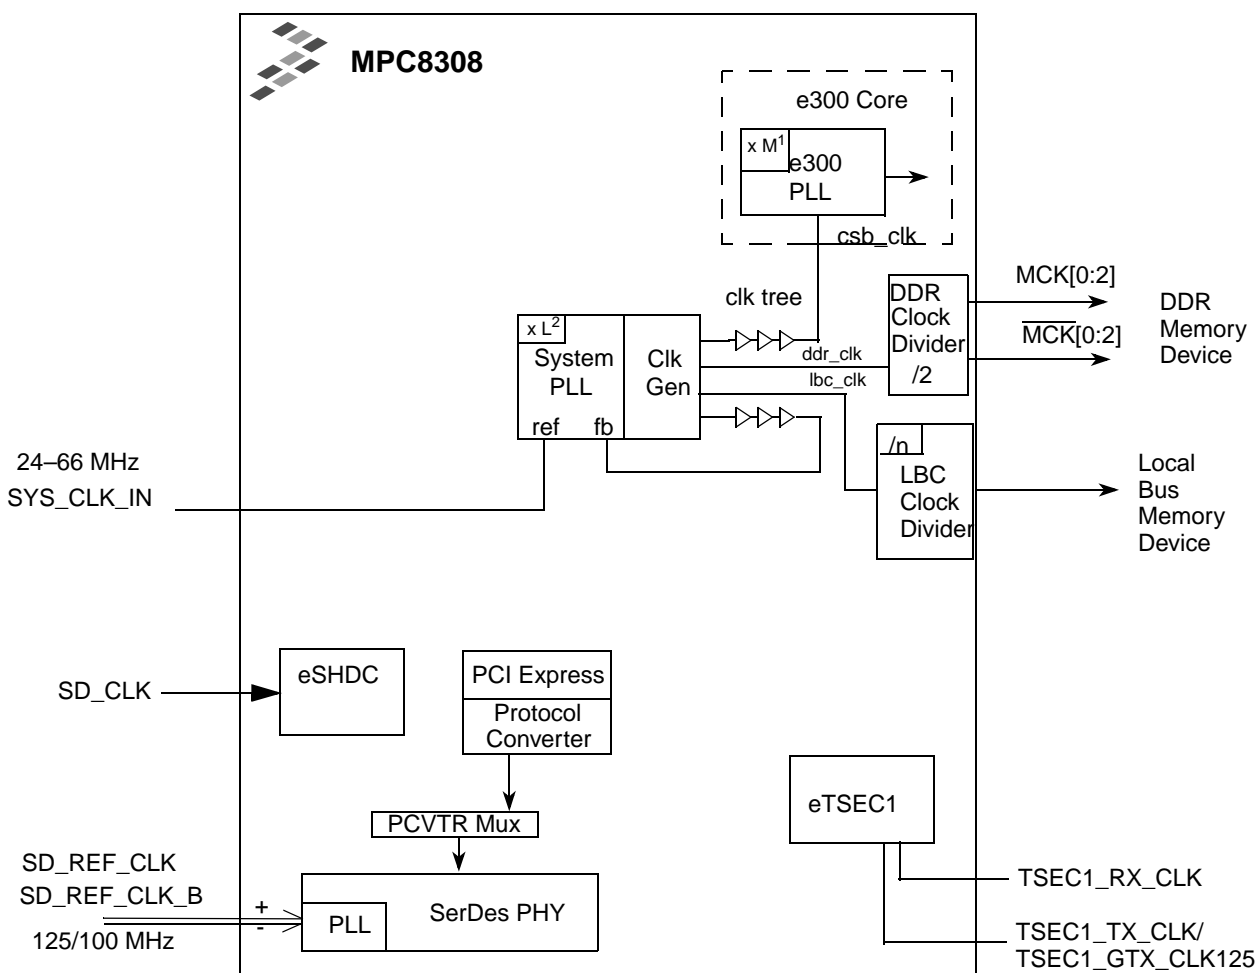 MPC8308
e300 Core
x M1
e300
PLL
csb_clk
clk tree
x L2
System
PLL
ref fb
Clk
Gen
ddr_clk
lbc_clk
DDR
Clock
Divider
/2
MCK[0:2]
MCK[0:2]
DDR
Memory
Device
/n
LBC
Clock
Divider
Local
Bus
Memory
Device
24–66 MHz
SYS_CLK_IN
SD_CLK
eSHDC
PCI Express
Protocol
Converter
PCVTR Mux
SD_REF_CLK
SD_REF_CLK_B
125/100 MHz
+
-
PLL
SerDes PHY
eTSEC1
TSEC1_RX_CLK
TSEC1_TX_CLK/
TSEC1_GTX_CLK125